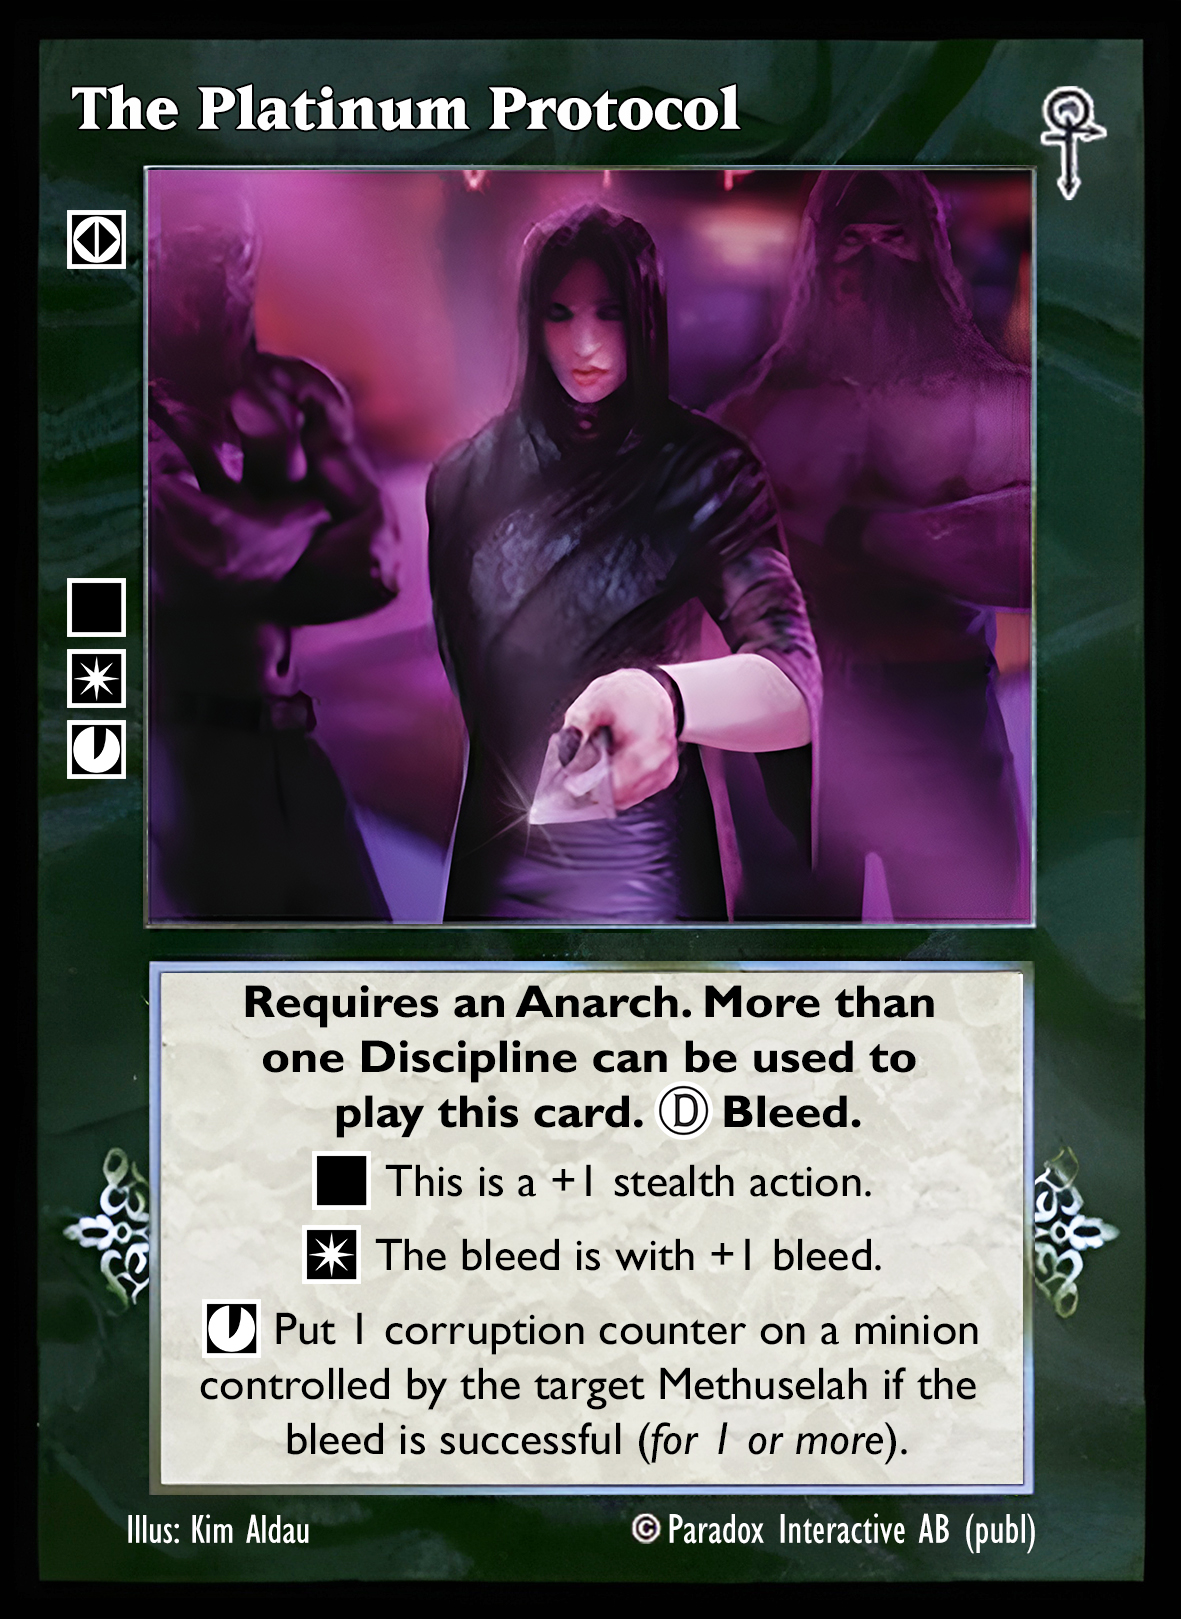 The Platinum Protocol
Requires an Anarch. More than
one Discipline can be used to
play this card. Ⓓ Bleed.
This is a +1 stealth action.
The bleed is with +1 bleed.
Put 1 corruption counter on a minion
controlled by the target Methuselah if the
bleed is successful (for 1 or more).
Illus: Kim Aldau
© Paradox Interactive AB (publ)